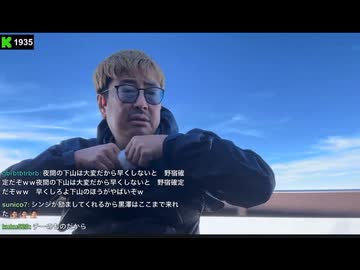 K 1935
夜間の下山は大変だから早くしないと　野宿確
定だぞｗｗ夜間の下山は大変だから早くしないと　野宿確定
だぞｗｗ　早くしろよ下山のほうがやばいぞｗ
sunico7: シンジが励ましてくれるから黒澤はここまで来れ
た